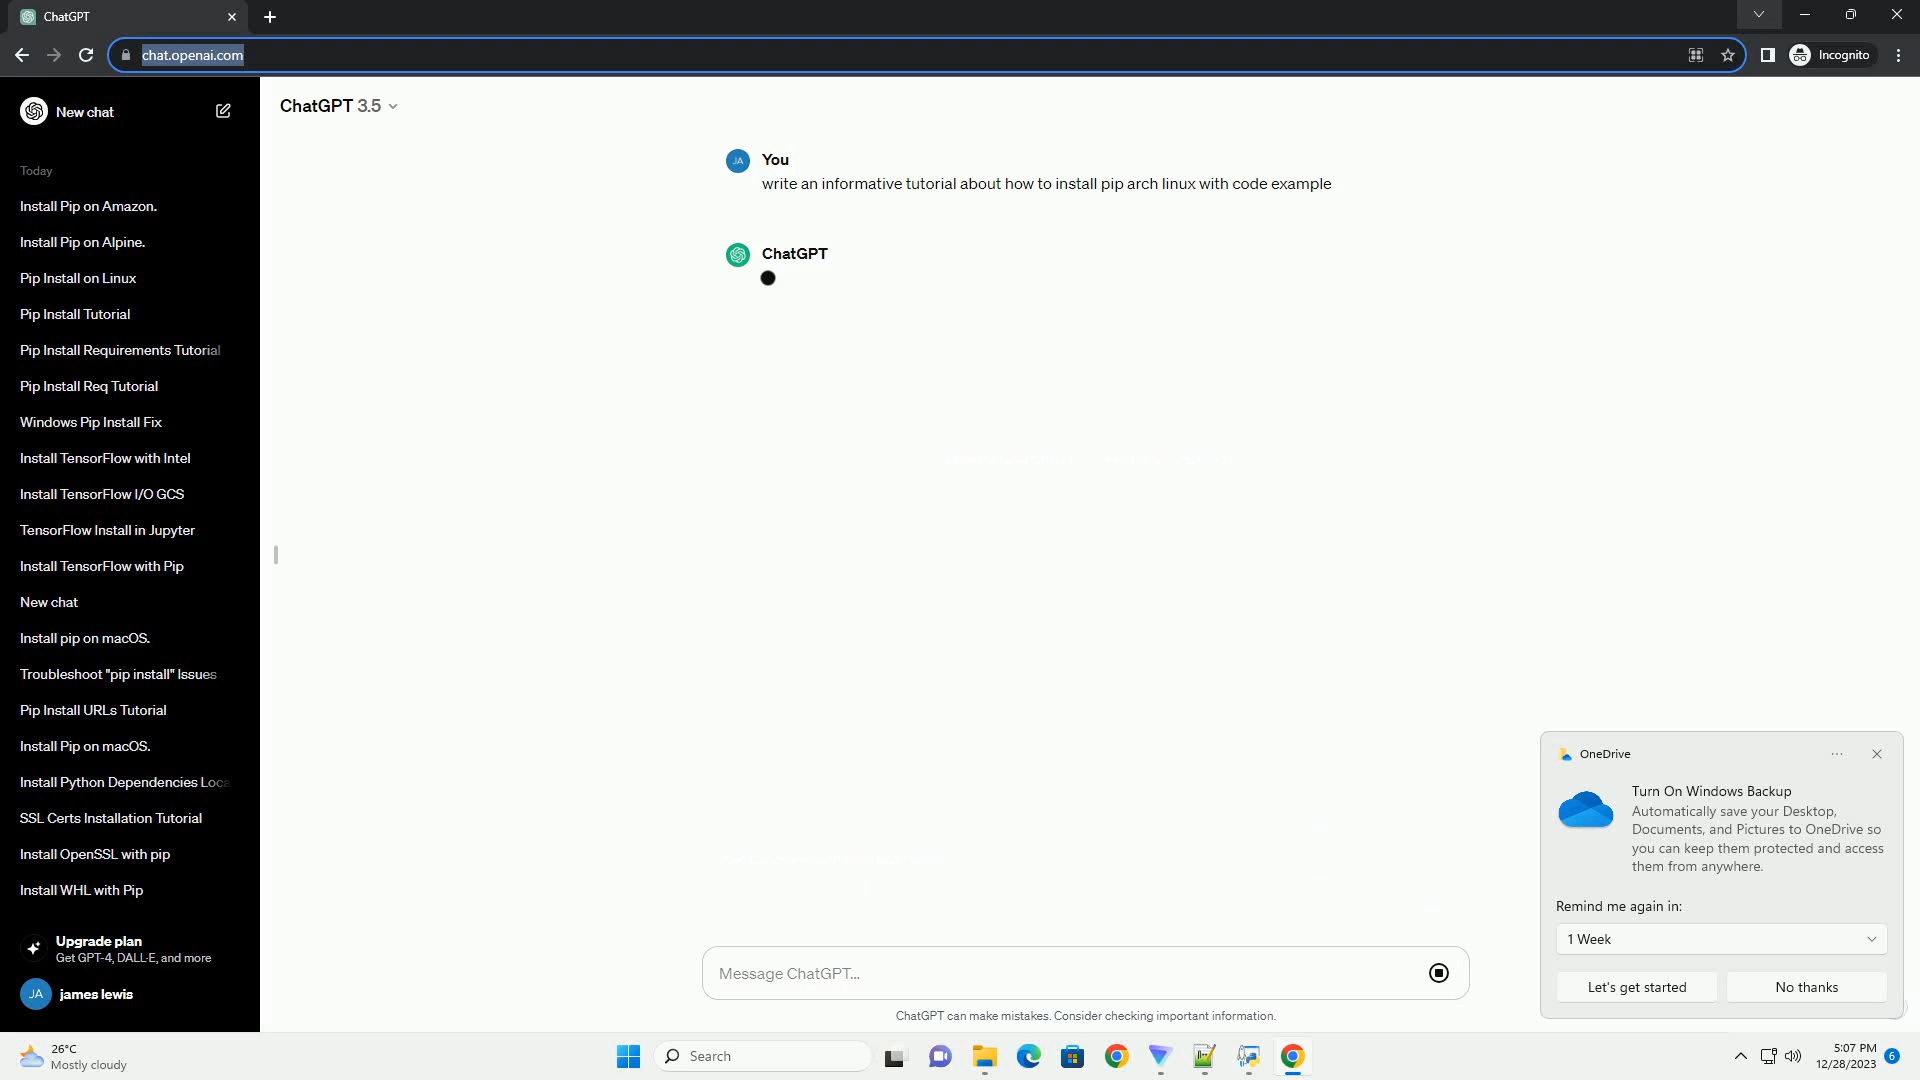 ChatGPT
chat.openai.com
Incognito
New chat
Today
Install Pip on Amazon.
Install Pip on Alpine.
Pip Install on Linux
Pip Install Tutorial
Pip Install Requirements Tutorial
Pip Install Req Tutorial
Windows Pip Install Fix
Install TensorFlow with Intel
Install TensorFlow I/O GCS
TensorFlow Install in Jupyter
Install TensorFlow with Pip
New chat
Install pip on macOS.
Troubleshoot "pip install" Issues
Pip Install URLs Tutorial
Install Pip on macOS.
Install Python Dependencies Loca
SSL Certs Installation Tutorial
Install OpenSSL with pip
Install WHL with Pip
Upgrade plan
Get GPT-4, DALL·E, and more
JA james lewis
ChatGPT 3.5
JA You
write an informative tutorial about how to install pip arch linux with code example
ChatGPT
Message ChatGPT...
ChatGPT can make mistakes. Consider checking important information.
OneDrive
Turn On Windows Backup
Automatically save your Desktop,
Documents, and Pictures to OneDrive so
you can keep them protected and access
them from anywhere.
Remind me again in:
1 Week
Let's get started
No thanks
26°C
Mostly cloudy
Search
5:07 PM
12/28/2023
6